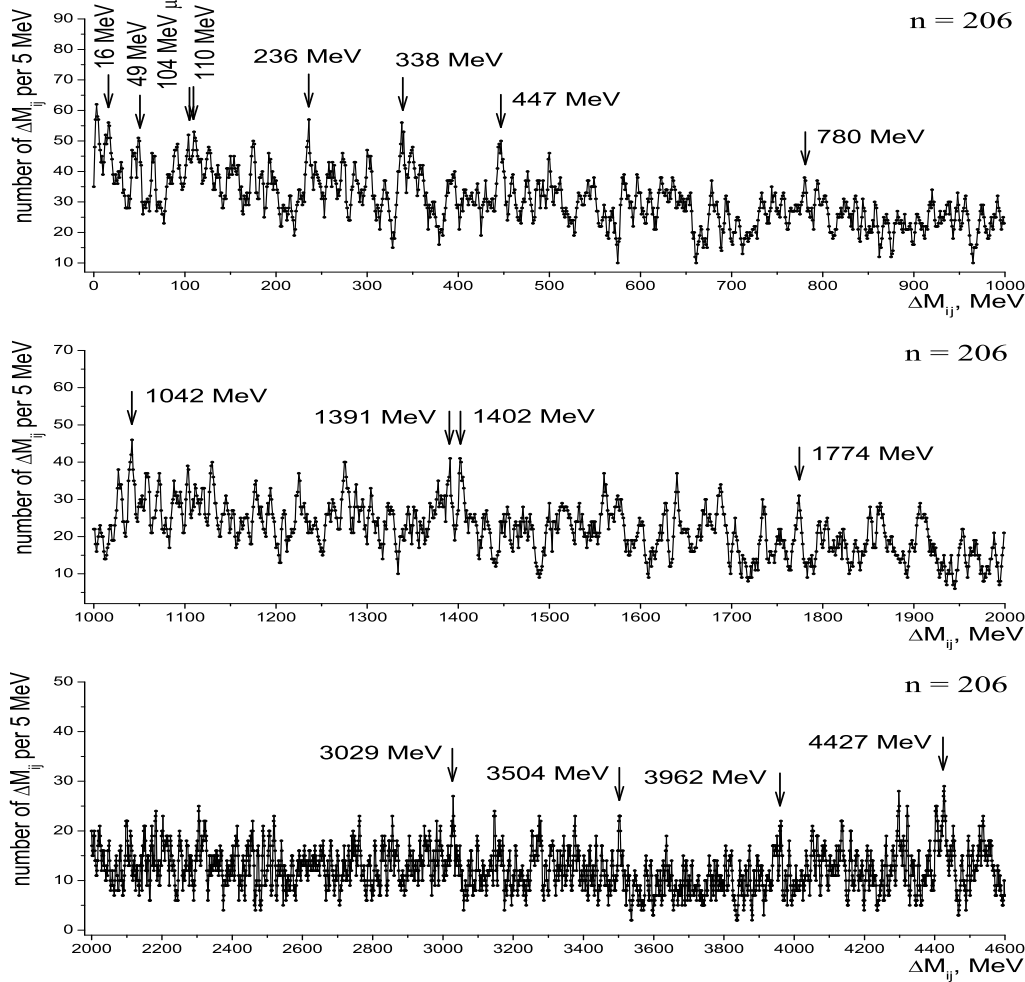 n = 206
16 MeV
49 MeV
104 MeV μ
110 MeV
236 MeV
338 MeV
447 MeV
780 MeV
number of ΔM_ij per 5 MeV
90
80
70
60
50
40
30
20
10
0 100 200 300 400 500 600 700 800 900 1000
ΔM_ij, MeV
n = 206
1042 MeV
1391 MeV
1402 MeV
1774 MeV
number of ΔM_ij per 5 MeV
70
60
50
40
30
20
10
1000 1100 1200 1300 1400 1500 1600 1700 1800 1900 2000
ΔM_ij, MeV
n = 206
3029 MeV
3504 MeV
3962 MeV
4427 MeV
number of ΔM_ij per 5 MeV
50
40
30
20
10
0
2000 2200 2400 2600 2800 3000 3200 3400 3600 3800 4000 4200 4400 4600
ΔM_ij, MeV